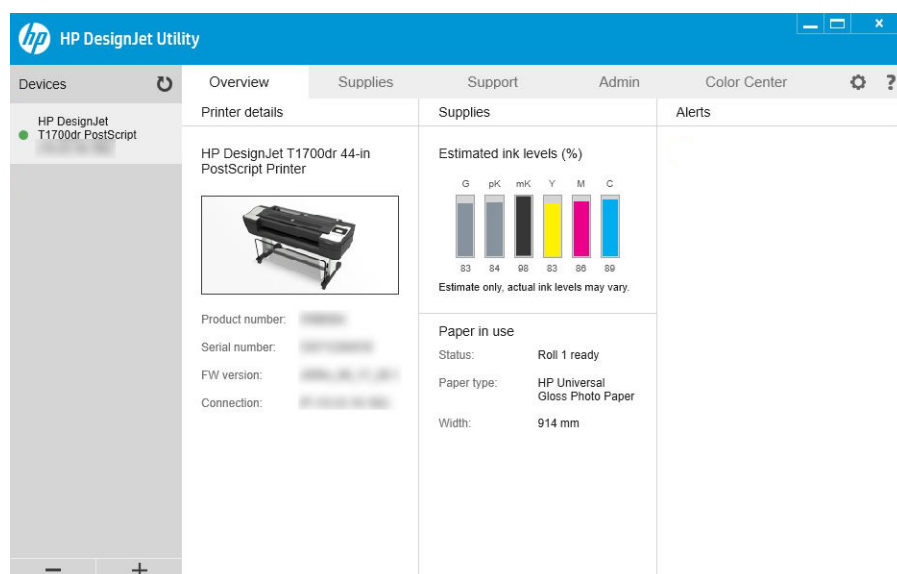 hp HP DesignJet Utility
Devices
HP DesignJet
T1700dr PostScript
Overview Supplies Support Admin Color Center ?
Printer details
HP DesignJet T1700dr 44-in
PostScript Printer
Product number:
Serial number:
FW version:
Connection:
Supplies
Estimated ink levels (%)
G pK mK Y M C
83 84 98 83 86 89
Estimate only, actual ink levels may vary.
Paper in use
Status: Roll 1 ready
Paper type: HP Universal
Gloss Photo Paper
Width: 914 mm
Alerts